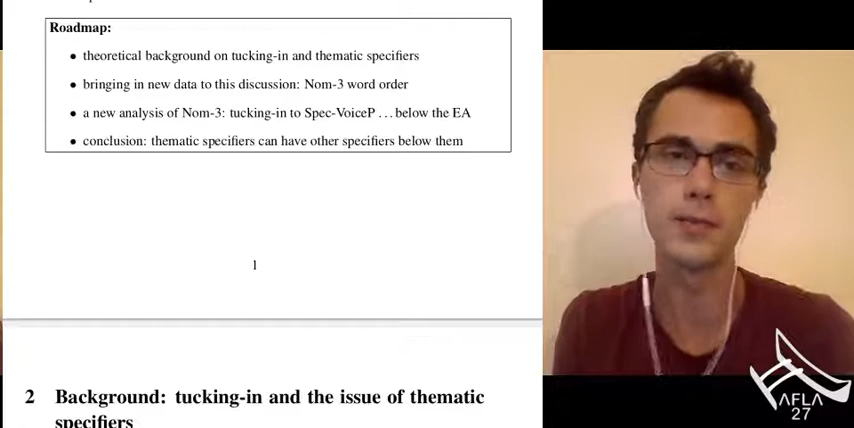 Roadmap:
• theoretical background on tucking-in and thematic specifiers
• bringing in new data to this discussion: Nom-3 word order
• a new analysis of Nom-3: tucking-in to Spec-VoiceP . . . below the EA
• conclusion: thematic specifiers can have other specifiers below them
1
2 Background: tucking-in and the issue of thematic
specifiers
AFLA
27